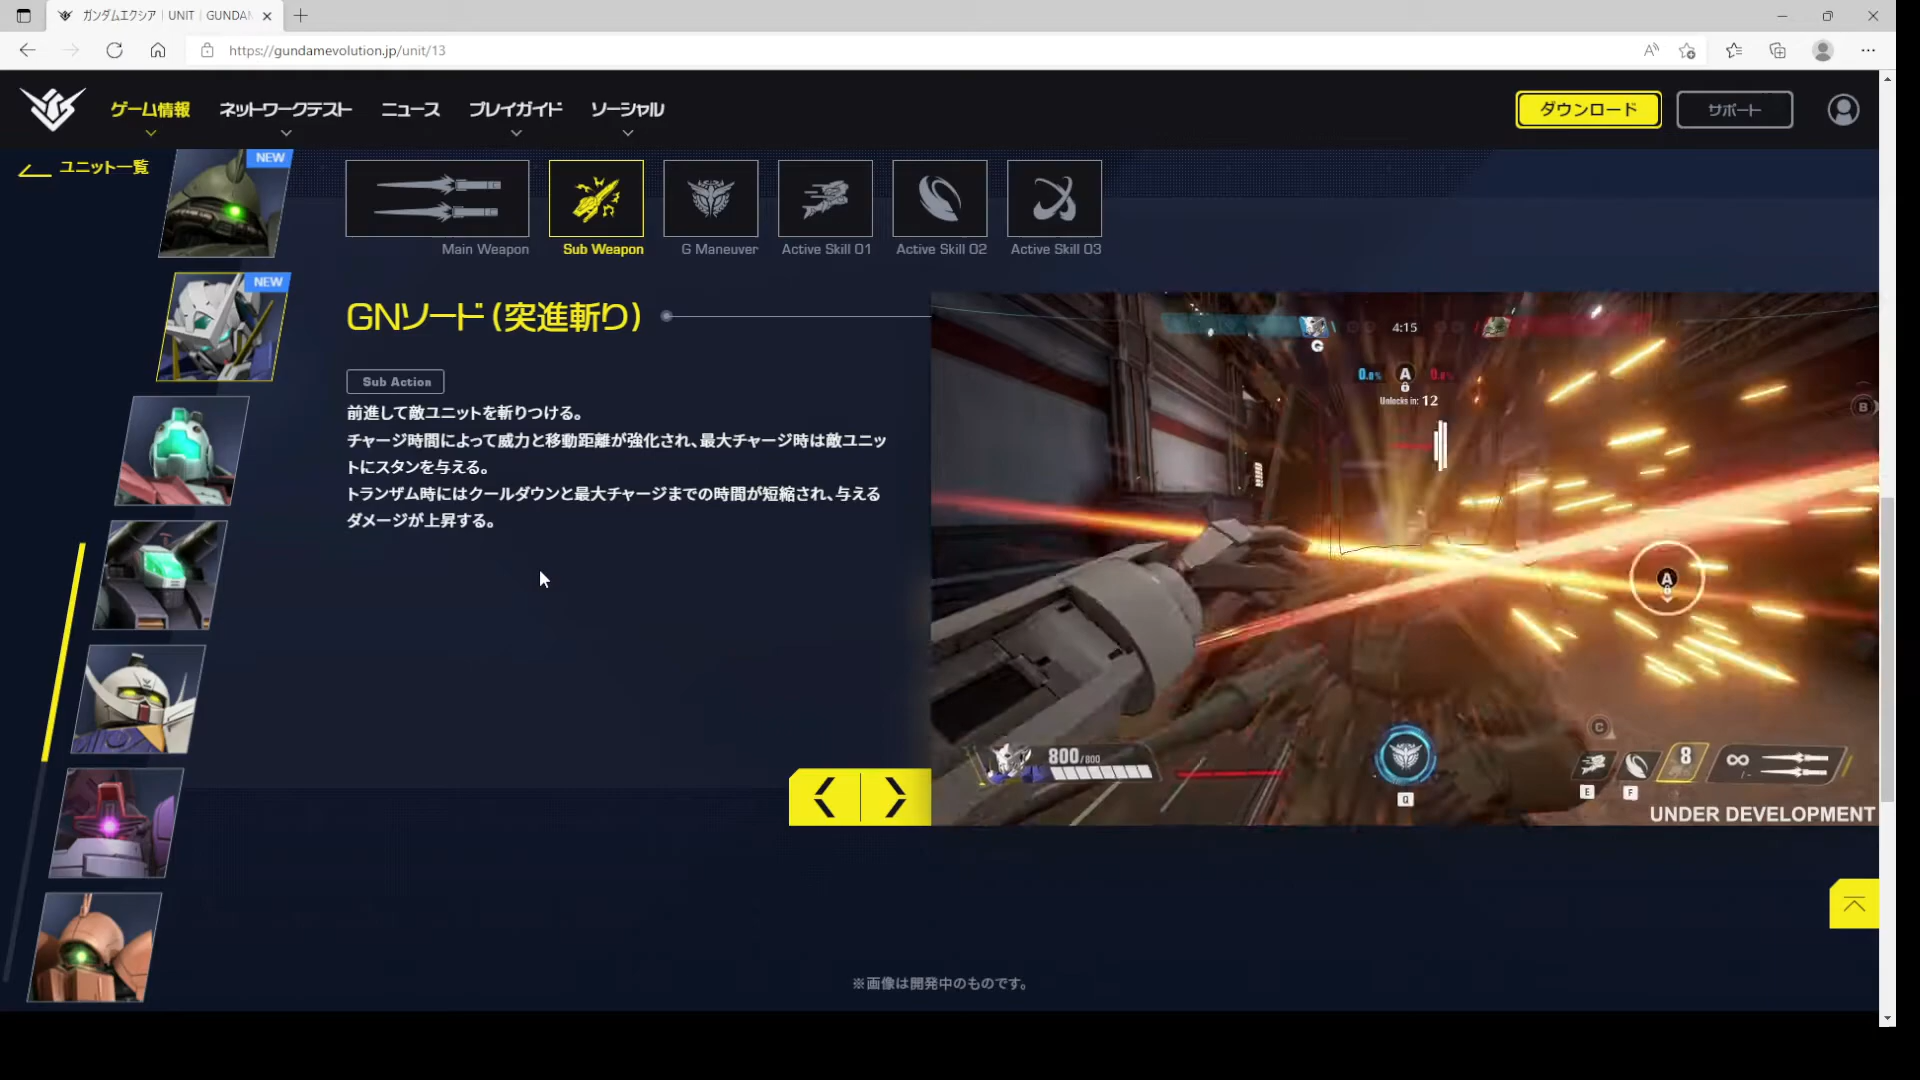 ガンダムエクシア | UNIT | GUNDA
https://gundamevolution.jp/unit/13
ゲーム情報
ネットワークテスト
ニュース
プレイガイド
ソーシャル
ダウンロード
サポート
ユニット一覧
NEW
NEW
Main Weapon
Sub Weapon
G Maneuver
Active Skill 01
Active Skill 02
Active Skill 03
GNソード(突進斬り)
Sub Action
前進して敵ユニットを斬りつける。
チャージ時間によって威力と移動距離が強化され、最大チャージ時は敵ユニッ
トにスタンを与える。
トランザム時にはクールダウンと最大チャージまでの時間が短縮され、与える
ダメージが上昇する。
4:15
G
0.0%
A
0.0%
Unlocks in: 12
B
A
C
800/800
8
∞
E
F
Q
UNDER DEVELOPMENT
※画像は開発中のものです。